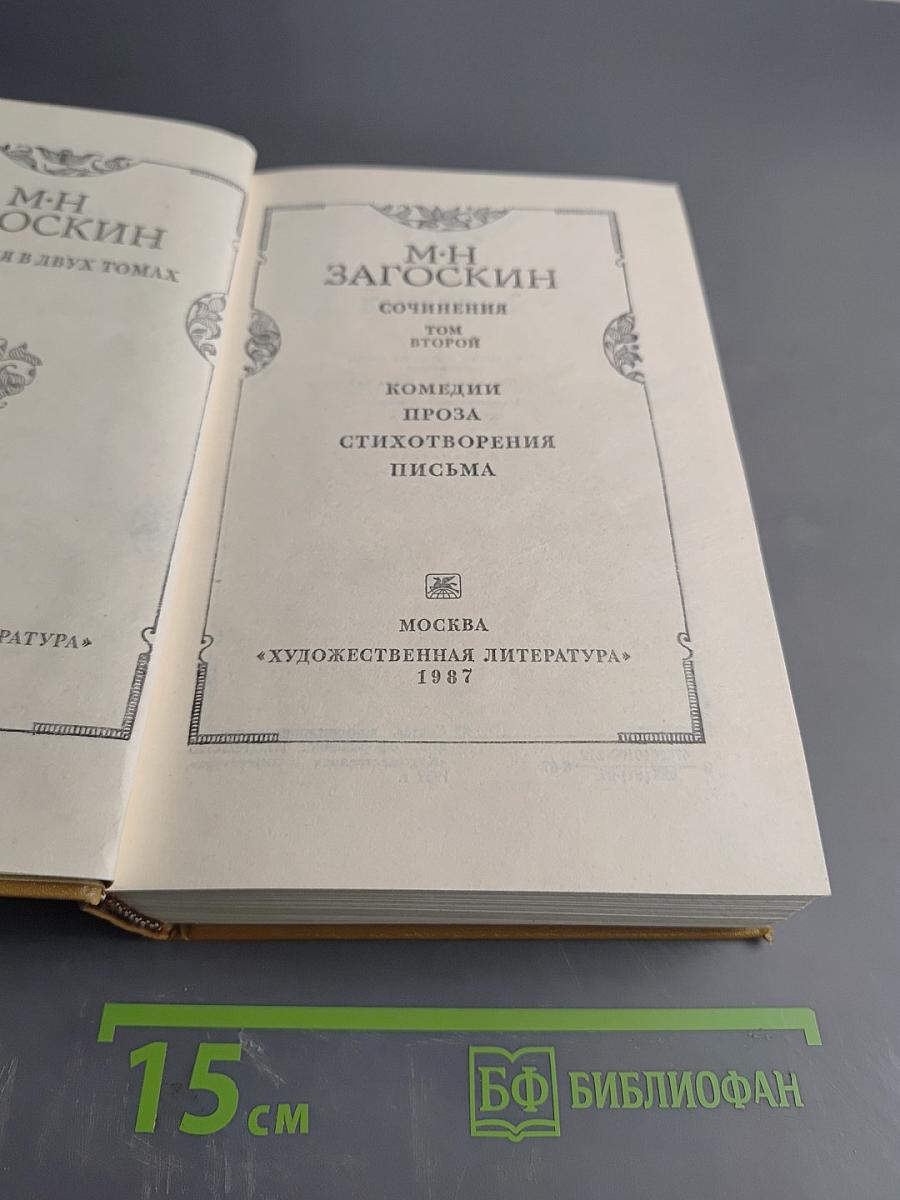 М·Н
ОСКИН
Я В ДВУХ ТОМАХ
РАТУРА»
М·Н
ЗАГОСКИН
СОЧИНЕНИЯ
ТОМ
ВТОРОЙ
КОМЕДИИ
ПРОЗА
СТИХОТВОРЕНИЯ
ПИСЬМА
МОСКВА
«ХУДОЖЕСТВЕННАЯ ЛИТЕРАТУРА»
1987
15 СМ
БФ БИБЛИОФАН